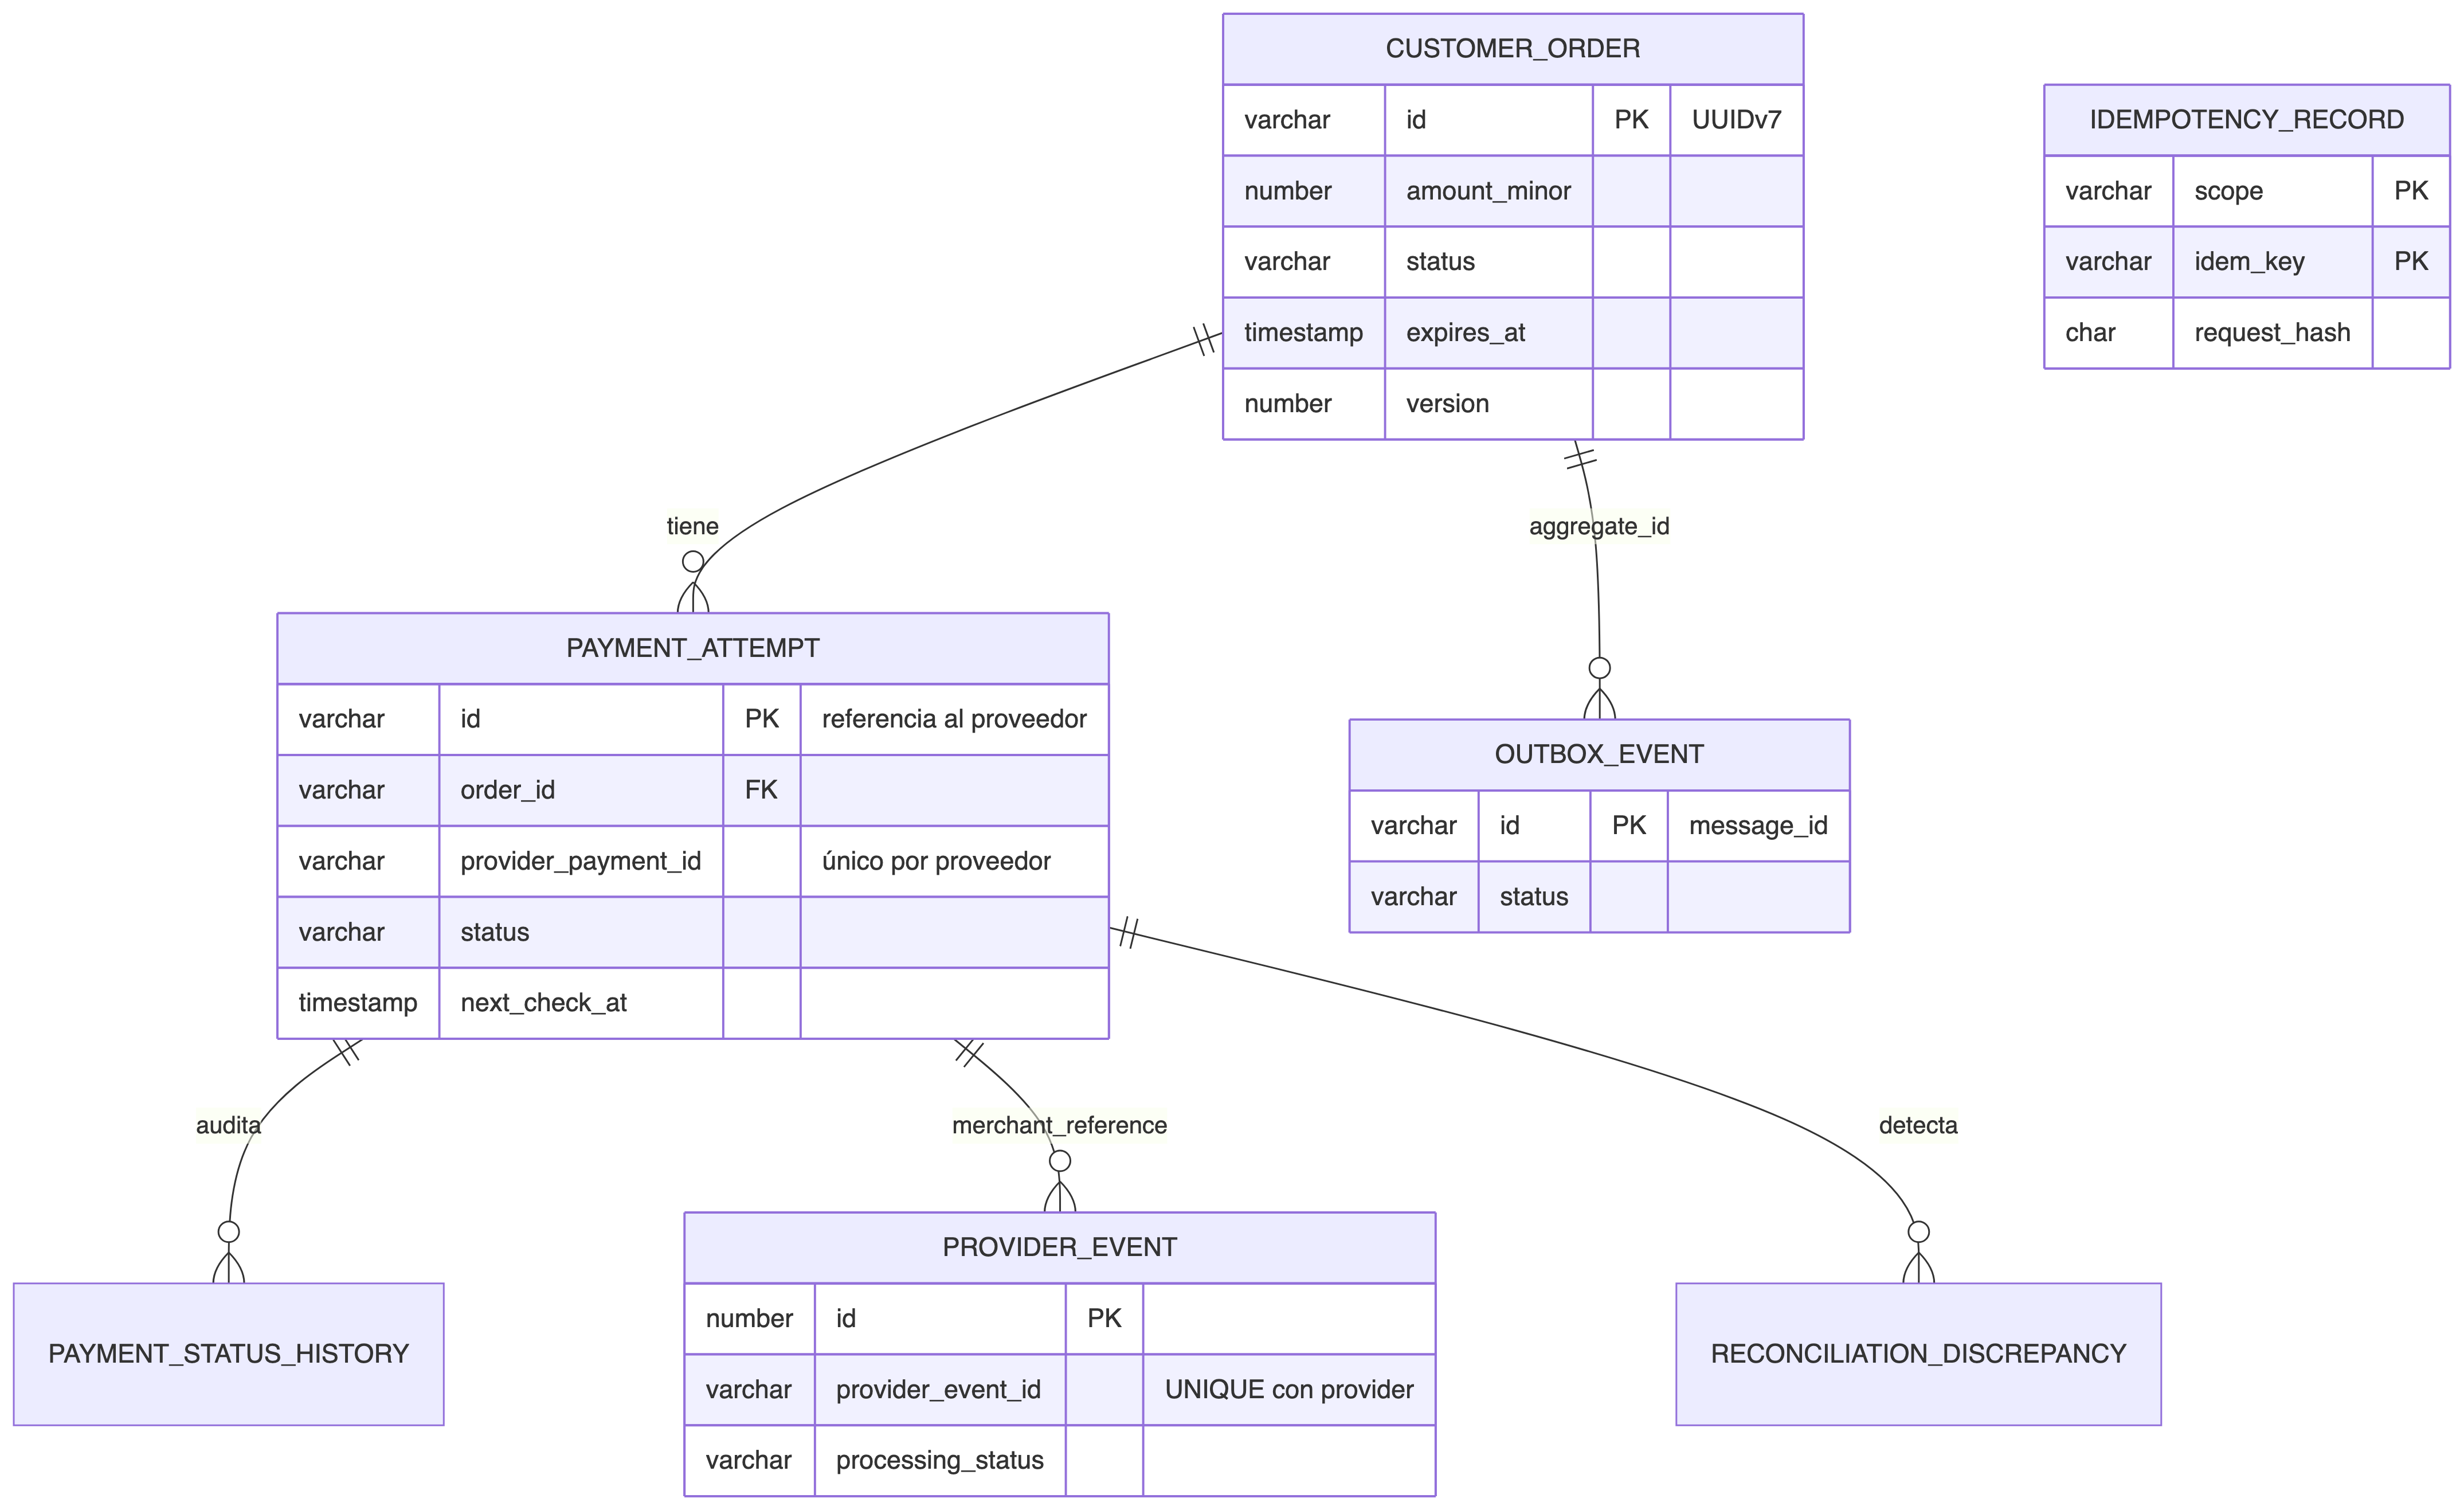 CUSTOMER_ORDER
varchar id PK UUIDv7
number amount_minor
varchar status
timestamp expires_at
number version
IDEMPOTENCY_RECORD
varchar scope PK
varchar idem_key PK
char request_hash
tiene
aggregate_id
PAYMENT_ATTEMPT
varchar id PK referencia al proveedor
varchar order_id FK
varchar provider_payment_id único por proveedor
varchar status
timestamp next_check_at
OUTBOX_EVENT
varchar id PK message_id
varchar status
audita
merchant_reference
detecta
PAYMENT_STATUS_HISTORY
PROVIDER_EVENT
number id PK
varchar provider_event_id UNIQUE con provider
varchar processing_status
RECONCILIATION_DISCREPANCY